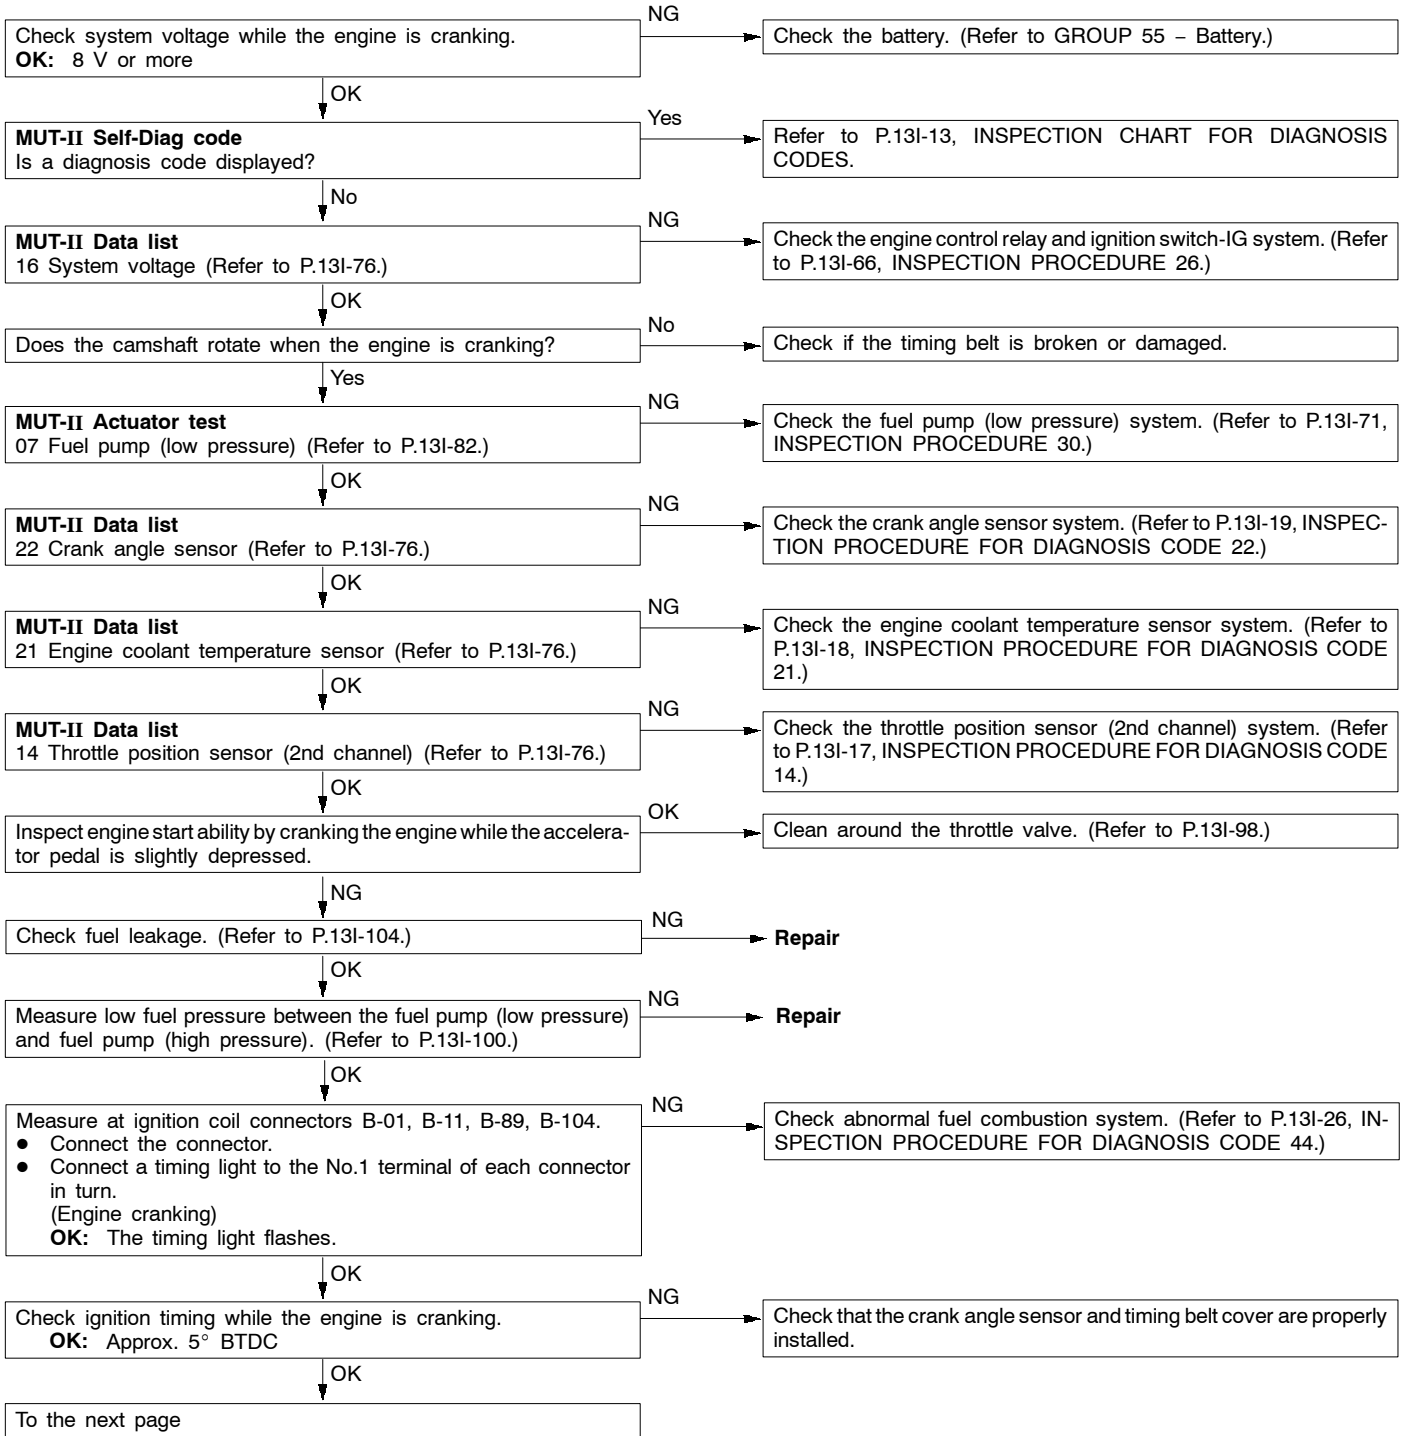 NG
Check system voltage while the engine is cranking.
OK: 8 V or more
Check the battery. (Refer to GROUP 55 – Battery.)
OK
MUT-II Self-Diag code
Is a diagnosis code displayed?
Yes
Refer to P.13I-13, INSPECTION CHART FOR DIAGNOSIS
CODES.
No
MUT-II Data list
16 System voltage (Refer to P.13I-76.)
NG
Check the engine control relay and ignition switch-IG system. (Refer
to P.13I-66, INSPECTION PROCEDURE 26.)
OK
Does the camshaft rotate when the engine is cranking?
No
Check if the timing belt is broken or damaged.
Yes
MUT-II Actuator test
07 Fuel pump (low pressure) (Refer to P.13I-82.)
NG
Check the fuel pump (low pressure) system. (Refer to P.13I-71,
INSPECTION PROCEDURE 30.)
OK
MUT-II Data list
22 Crank angle sensor (Refer to P.13I-76.)
NG
Check the crank angle sensor system. (Refer to P.13I-19, INSPEC-
TION PROCEDURE FOR DIAGNOSIS CODE 22.)
OK
MUT-II Data list
21 Engine coolant temperature sensor (Refer to P.13I-76.)
NG
Check the engine coolant temperature sensor system. (Refer to
P.13I-18, INSPECTION PROCEDURE FOR DIAGNOSIS CODE
21.)
OK
MUT-II Data list
14 Throttle position sensor (2nd channel) (Refer to P.13I-76.)
NG
Check the throttle position sensor (2nd channel) system. (Refer
to P.13I-17, INSPECTION PROCEDURE FOR DIAGNOSIS CODE
14.)
OK
Inspect engine start ability by cranking the engine while the accelera-
tor pedal is slightly depressed.
OK
Clean around the throttle valve. (Refer to P.13I-98.)
NG
Check fuel leakage. (Refer to P.13I-104.)
NG
Repair
OK
Measure low fuel pressure between the fuel pump (low pressure)
and fuel pump (high pressure). (Refer to P.13I-100.)
NG
Repair
OK
Measure at ignition coil connectors B-01, B-11, B-89, B-104.
● Connect the connector.
● Connect a timing light to the No.1 terminal of each connector
in turn.
(Engine cranking)
OK: The timing light flashes.
NG
Check abnormal fuel combustion system. (Refer to P.13I-26, IN-
SPECTION PROCEDURE FOR DIAGNOSIS CODE 44.)
OK
Check ignition timing while the engine is cranking.
OK: Approx. 5° BTDC
NG
Check that the crank angle sensor and timing belt cover are properly
installed.
OK
To the next page